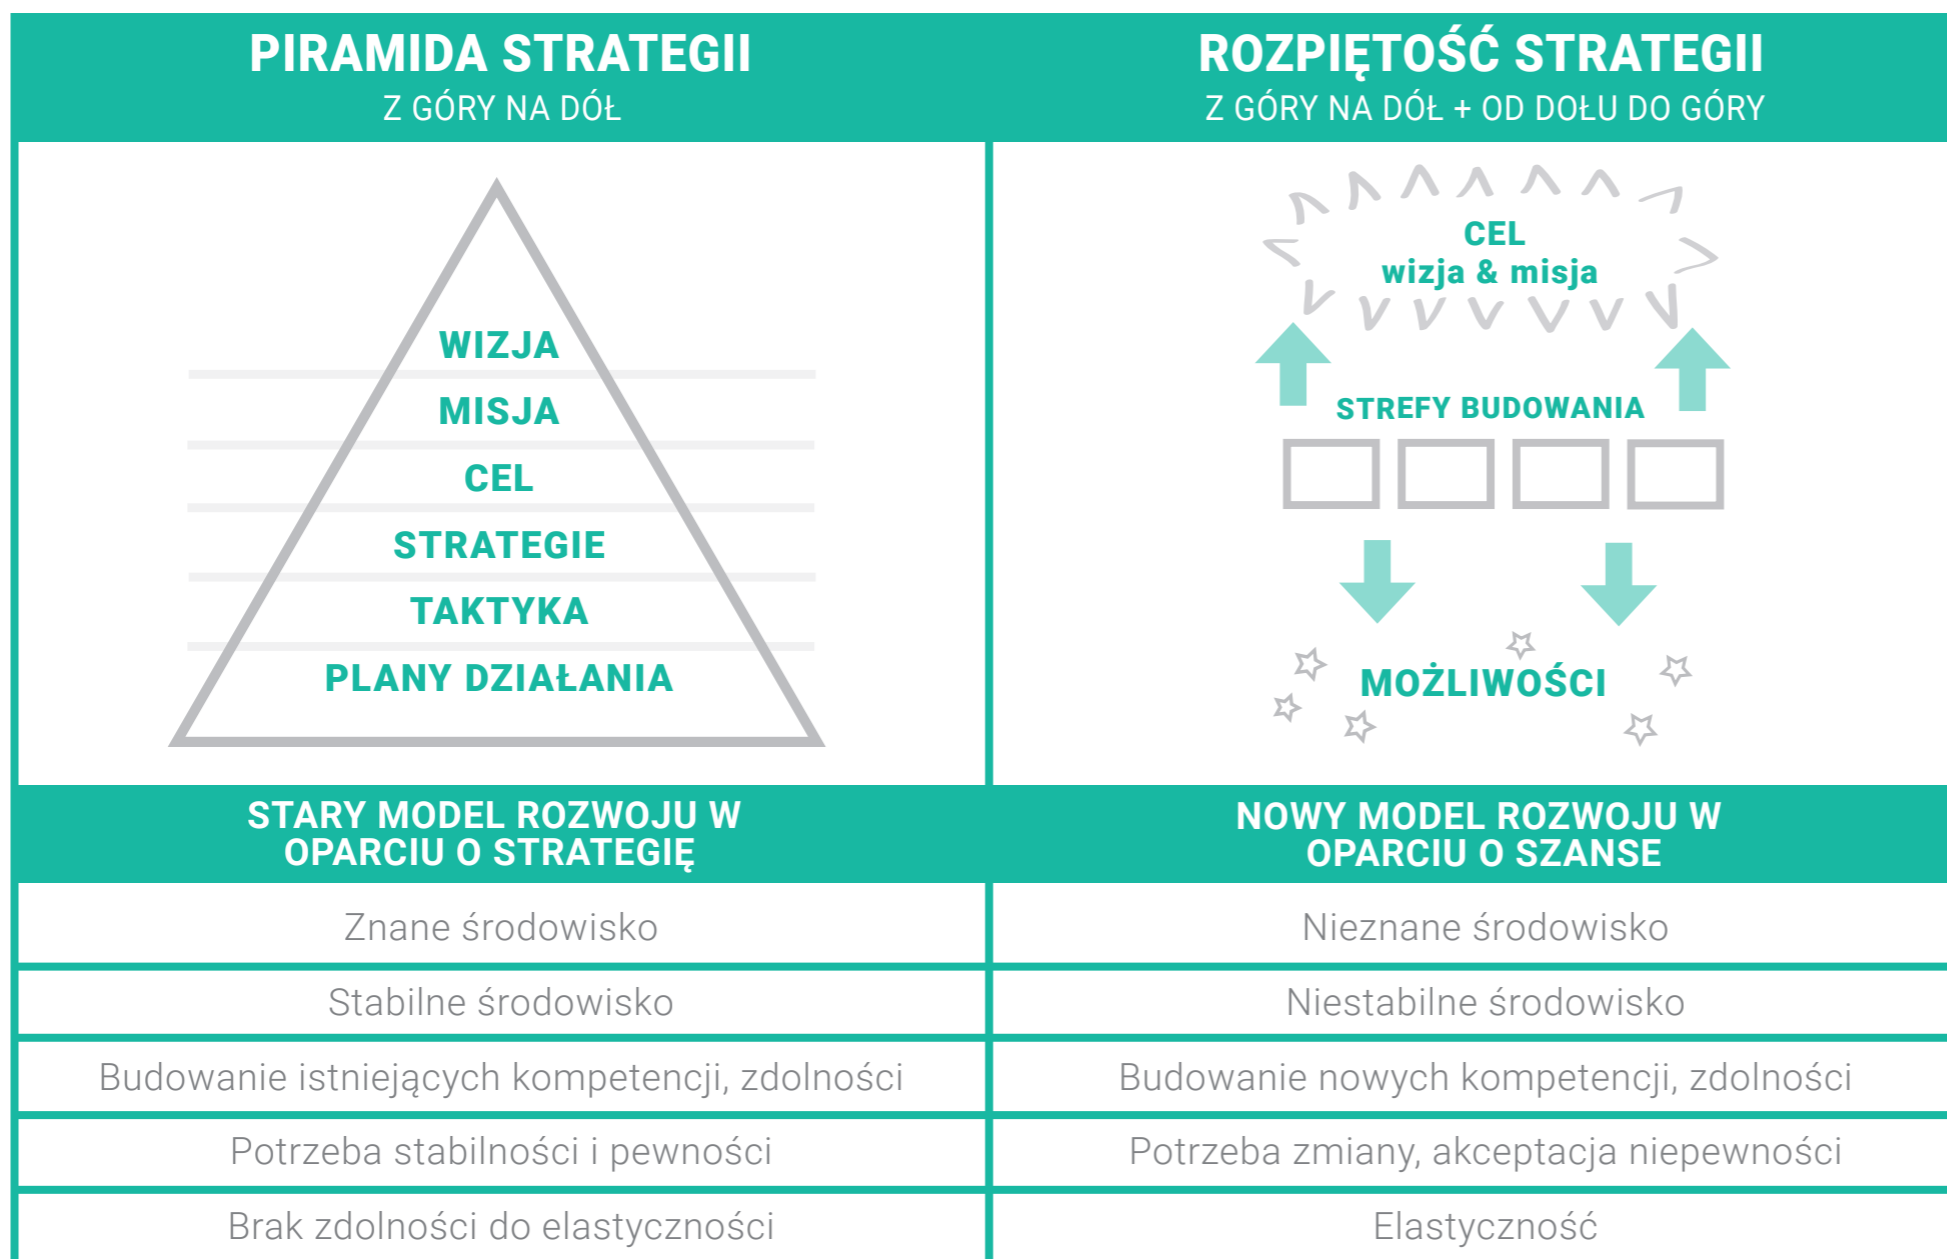 PIRAMIDA STRATEGII
Z GÓRY NA DÓŁ
ROZPIĘTOŚĆ STRATEGII
Z GÓRY NA DÓŁ + OD DOŁU DO GÓRY
WIZJA
MISJA
CEL
STRATEGIE
TAKTYKA
PLANY DZIAŁANIA
CEL
wizja & misja
STREFY BUDOWANIA
MOŻLIWOŚCI
STARY MODEL ROZWOJU W
OPARCIU O STRATEGIĘ
NOWY MODEL ROZWOJU W
OPARCIU O SZANSE
Znane środowisko
Nieznane środowisko
Stabilne środowisko
Niestabilne środowisko
Budowanie istniejących kompetencji, zdolności
Budowanie nowych kompetencji, zdolności
Potrzeba stabilności i pewności
Potrzeba zmiany, akceptacja niepewności
Brak zdolności do elastyczności
Elastyczność